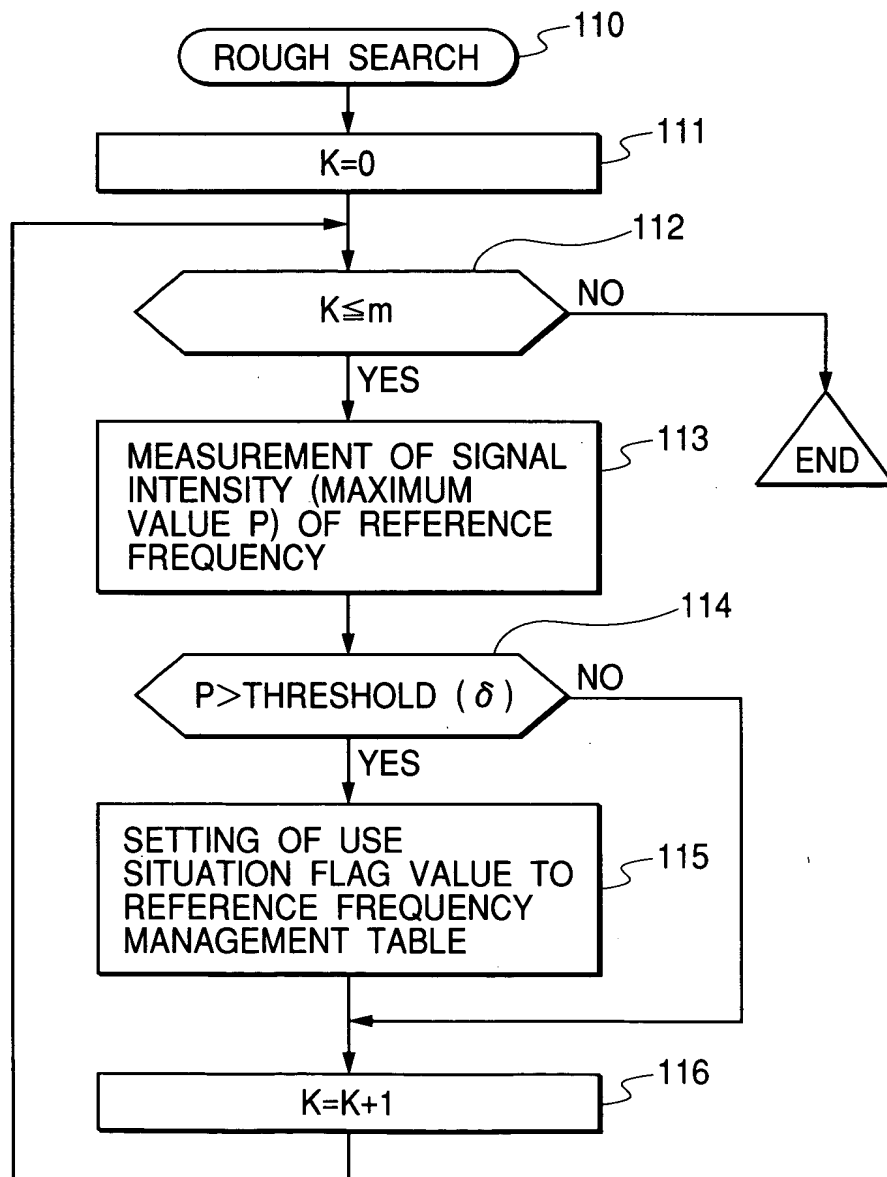 ROUGH SEARCH
110
K=0
111
112
K≦m
NO
YES
END
MEASUREMENT OF SIGNAL
INTENSITY (MAXIMUM
VALUE P) OF REFERENCE
FREQUENCY
113
114
P>THRESHOLD (δ)
NO
YES
SETTING OF USE
SITUATION FLAG VALUE TO
REFERENCE FREQUENCY
MANAGEMENT TABLE
115
K=K+1
116